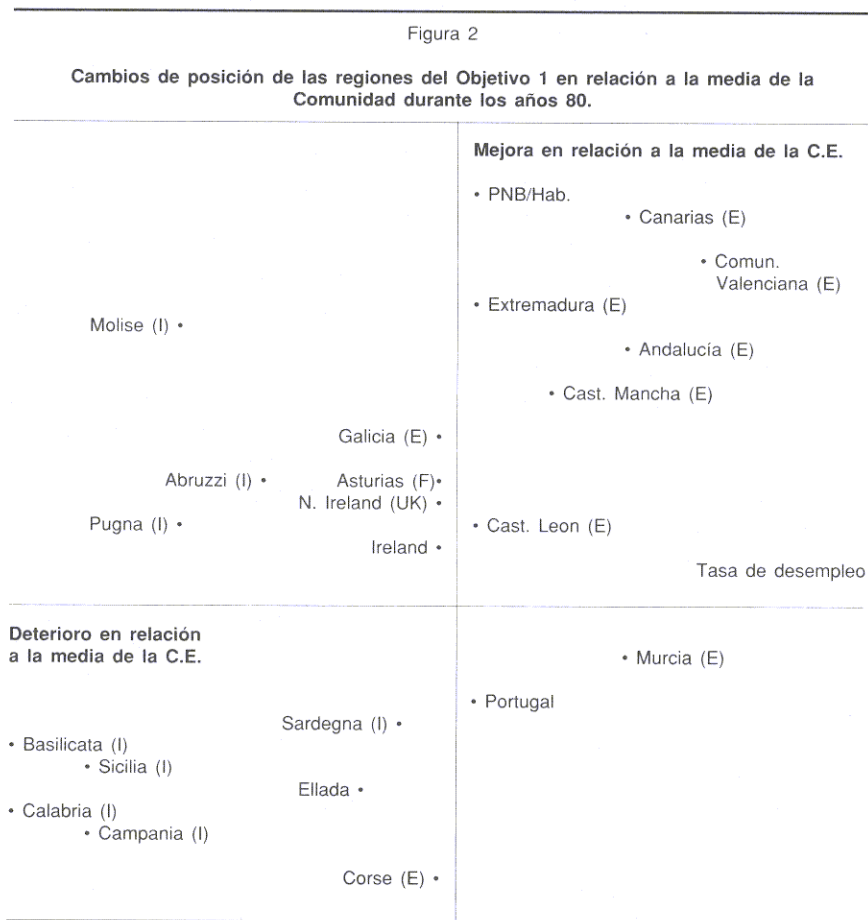 Figura 2
Cambios de posición de las regiones del Objetivo 1 en relación a la media de la
Comunidad durante los años 80.
Mejora en relación a la media de la C.E.
• PNB/Hab.
• Canarias (E)
• Comun.
Valenciana (E)
• Extremadura (E)
Molise (I) •
• Andalucía (E)
• Cast. Mancha (E)
Galicia (E) •
Abruzzi (I) •
Asturias (F)•
N. Ireland (UK) •
Pugna (I) •
• Cast. Leon (E)
Ireland •
Tasa de desempleo
Deterioro en relación
a la media de la C.E.
• Murcia (E)
• Portugal
Sardegna (I) •
• Basilicata (I)
• Sicilia (I)
Ellada •
• Calabria (I)
• Campania (I)
Corse (E) •